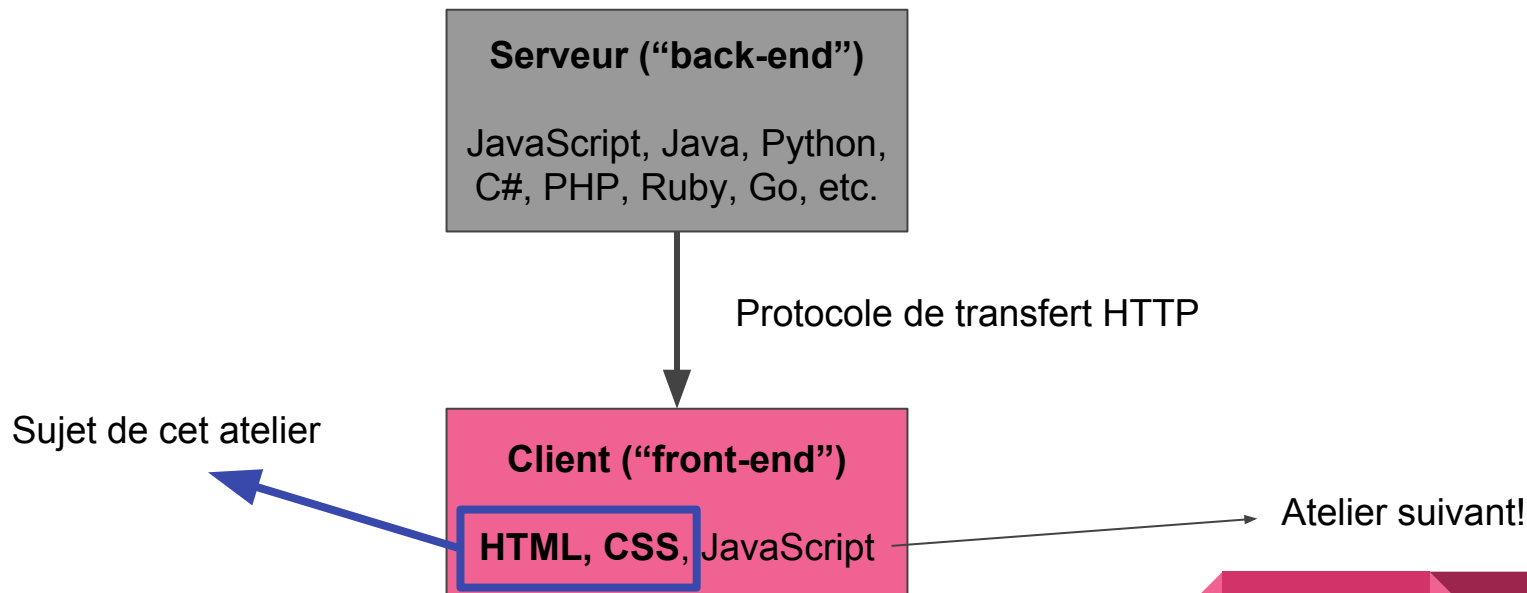 Serveur (“back-end”)
JavaScript, Java, Python,
C#, PHP, Ruby, Go, etc.
Protocole de transfert HTTP
Sujet de cet atelier
Client (“front-end”)
HTML, CSS, JavaScript
Atelier suivant!